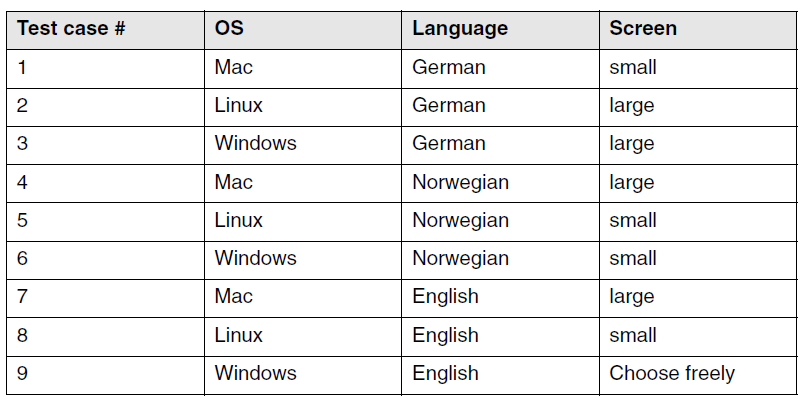 Test case # OS Language Screen
1 Mac German small
2 Linux German large
3 Windows German large
4 Mac Norwegian large
5 Linux Norwegian small
6 Windows Norwegian small
7 Mac English large
8 Linux English small
9 Windows English Choose freely